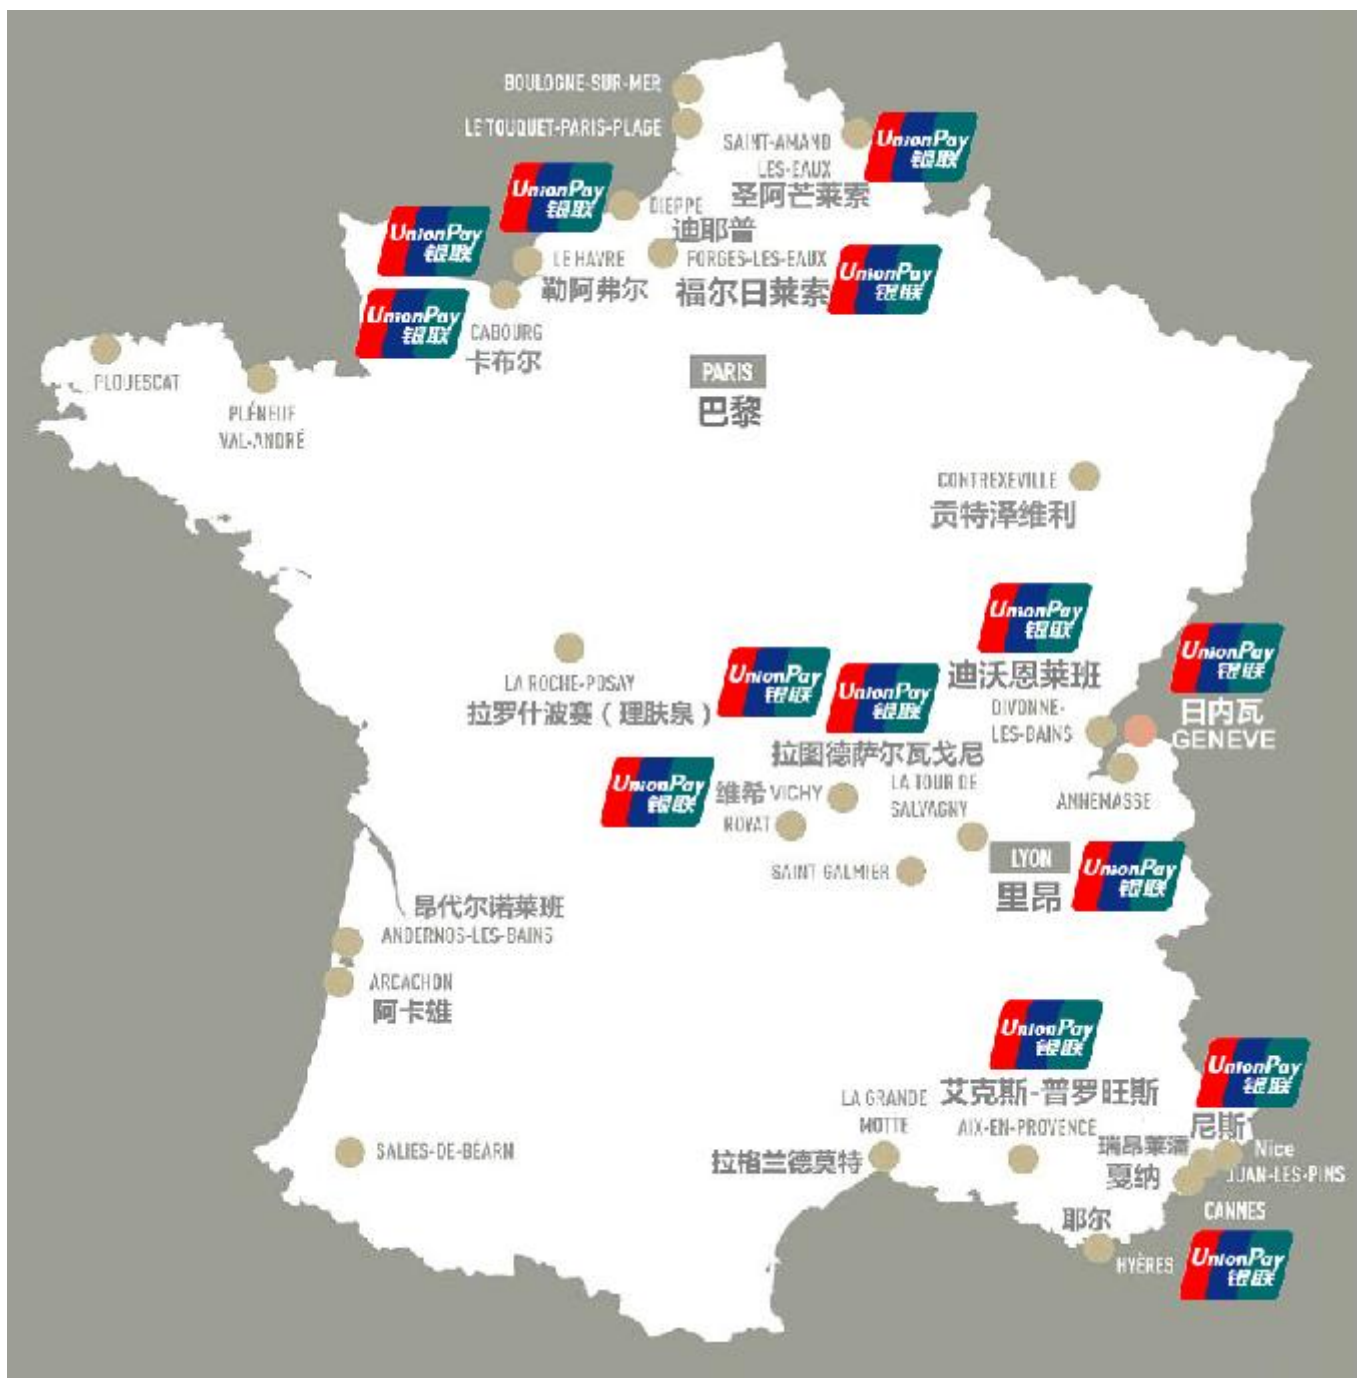 BOULOGNE-SUR-MER
LE TOUQUET-PARIS-PLAGE
SAINT-AMAND
LES-EAUX
圣阿芒莱索
UnionPay
银联
UnionPay
银联
DIEPPE
迪耶普
UnionPay
银联
LE HAVRE
勒阿弗尔
FORGES-LES-EAUX
福尔日莱索
UnionPay
银联
UnionPay
银联
CABOURG
卡布尔
PARIS
巴黎
PLOUESCAT
PLÉNEUF
VAL-ANDRÉ
CONTREXEVILLE
贡特泽维利
UnionPay
银联
迪沃恩莱班
DIVONNE-
LES-BAINS
UnionPay
银联
日内瓦
GENEVE
LA ROCHE-POSAY
拉罗什波赛（理肤泉）
UnionPay
银联
UnionPay
银联
拉图德萨尔瓦戈尼
LA TOUR DE
SALVAGNY
ANNEMASSE
UnionPay
银联
维希 VICHY
ROYAT
SAINT GALMIER
LYON
里昂
UnionPay
银联
昂代尔诺莱班
ANDERNOS-LES-BAINS
ARCACHON
阿卡雄
UnionPay
银联
艾克斯-普罗旺斯
AIX-EN-PROVENCE
UnionPay
银联
尼斯
Nice
LA GRANDE
MOTTE
拉格兰德莫特
SALIES-DE-BÉARN
瑞昂莱潘
JUAN-LES-PINS
戛纳
CANNES
耶尔
HYÈRES
UnionPay
银联